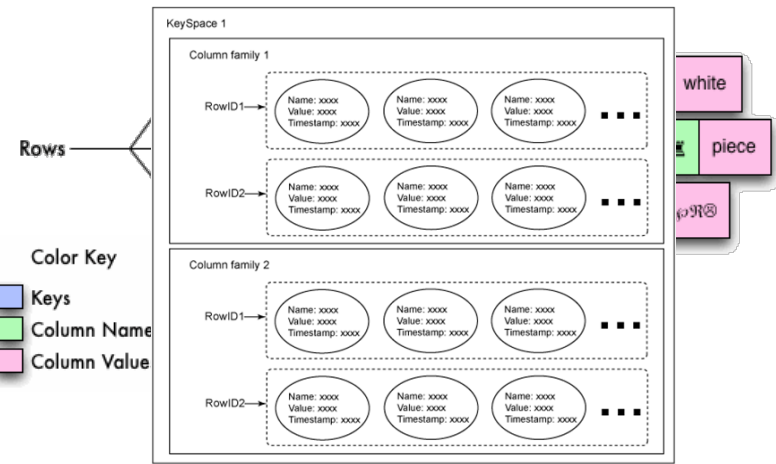 KeySpace 1
Column family 1
RowID1
Name: xxxx
Value: xxxx
Timestamp: xxxx
Name: xxxx
Value: xxxx
Timestamp: xxxx
Name: xxxx
Value: xxxx
Timestamp: xxxx
RowID2
Name: xxxx
Value: xxxx
Timestamp: xxxx
Name: xxxx
Value: xxxx
Timestamp: xxxx
Name: xxxx
Value: xxxx
Timestamp: xxxx
Column family 2
RowID1
Name: xxxx
Value: xxxx
Timestamp: xxxx
Name: xxxx
Value: xxxx
Timestamp: xxxx
Name: xxxx
Value: xxxx
Timestamp: xxxx
RowID2
Name: xxxx
Value: xxxx
Timestamp: xxxx
Name: xxxx
Value: xxxx
Timestamp: xxxx
Name: xxxx
Value: xxxx
Timestamp: xxxx
Rows
Color Key
Keys
Column Name
Column Value
white
piece